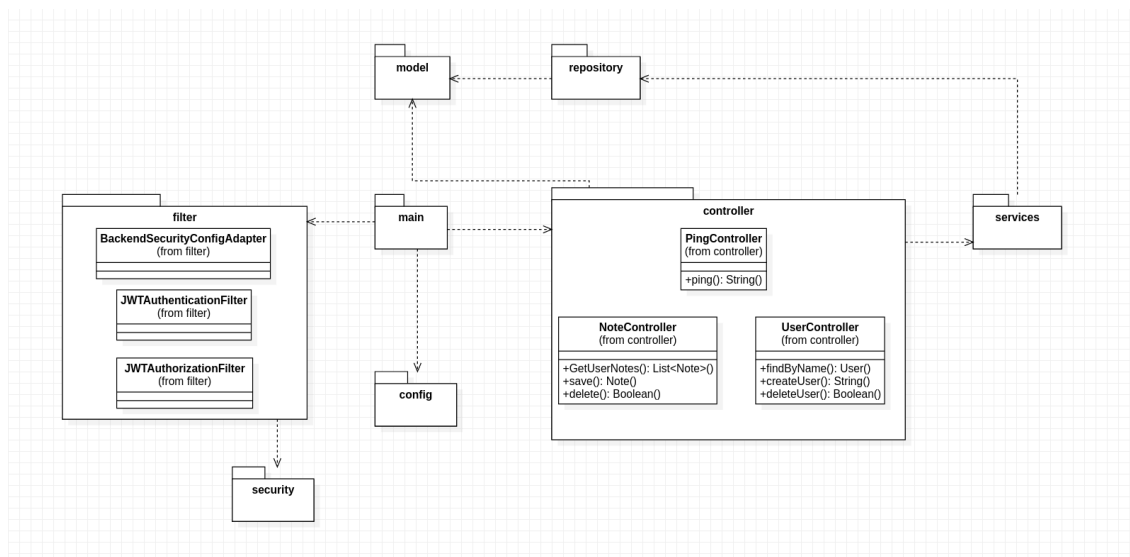 model
repository
filter
BackendSecurityConfigAdapter
(from filter)
JWTAuthenticationFilter
(from filter)
JWTAuthorizationFilter
(from filter)
main
controller
PingController
(from controller)
+ping(): String()
NoteController
(from controller)
+GetUserNotes(): List<Note>()
+save(): Note()
+delete(): Boolean()
UserController
(from controller)
+findByName(): User()
+createUser(): String()
+deleteUser(): Boolean()
services
config
security